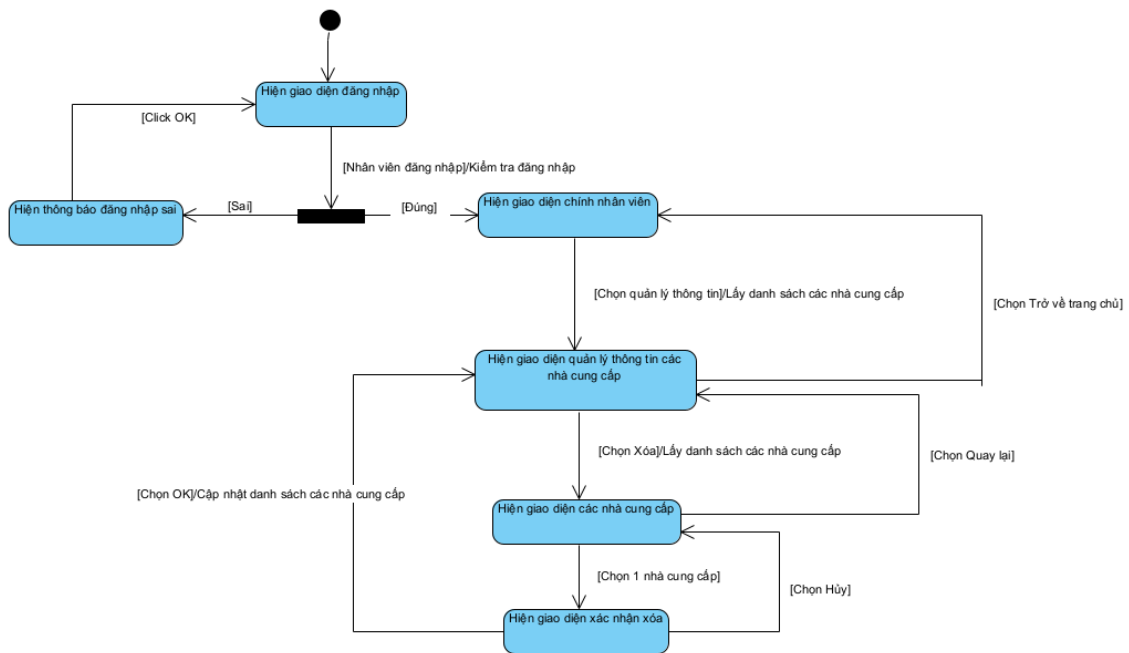 Hiện giao diện đăng nhập
[Click OK]
[Nhân viên đăng nhập]/Kiểm tra đăng nhập
Hiện thông báo đăng nhập sai
[Sai]
[Đúng]
Hiện giao diện chính nhân viên
[Chọn quản lý thông tin]/Lấy danh sách các nhà cung cấp
[Chọn Trở về trang chủ]
Hiện giao diện quản lý thông tin các
nhà cung cấp
[Chọn Xóa]/Lấy danh sách các nhà cung cấp
[Chọn Quay lại]
[Chọn OK]/Cập nhật danh sách các nhà cung cấp
Hiện giao diện các nhà cung cấp
[Chọn 1 nhà cung cấp]
[Chọn Hủy]
Hiện giao diện xác nhận xóa